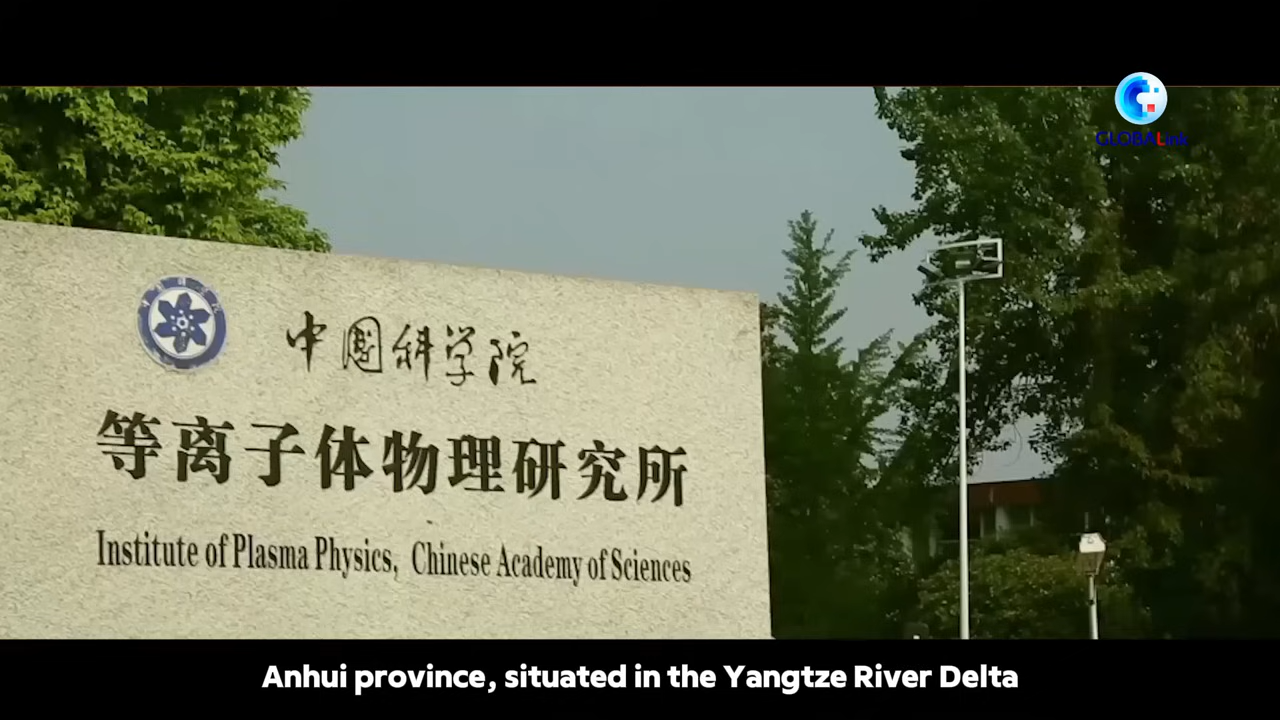 GLOBALink
中国科学院
等离子体物理研究所
Institute of Plasma Physics, Chinese Academy of Sciences
Anhui province, situated in the Yangtze River Delta